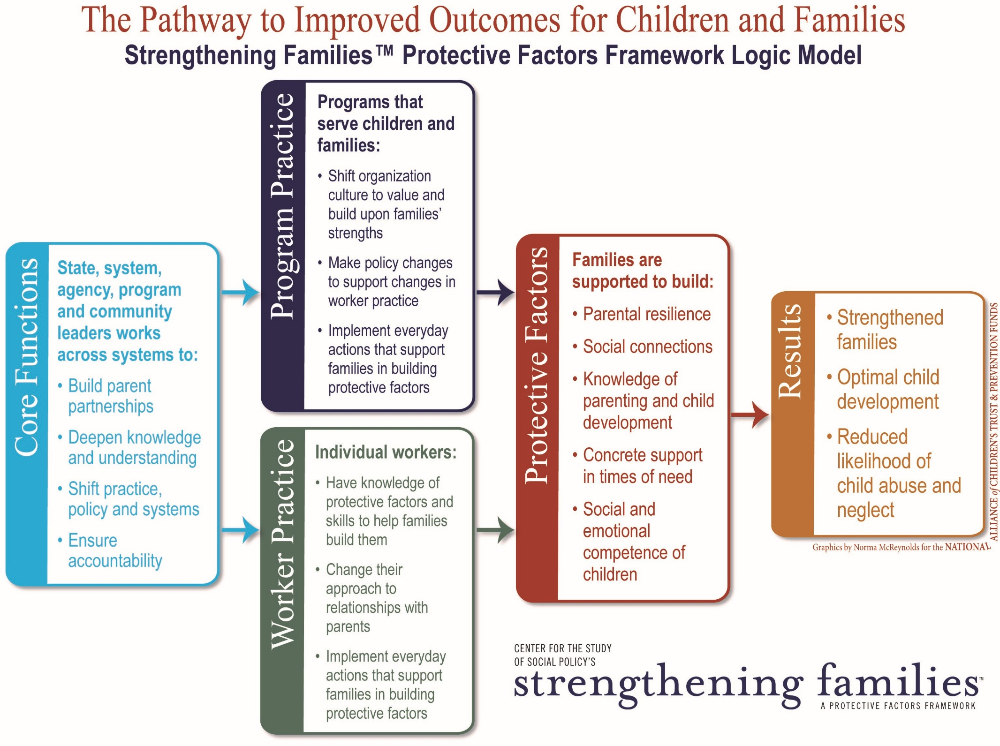 The Pathway to Improved Outcomes for Children and Families
Strengthening Families™ Protective Factors Framework Logic Model
Core Functions
State, system,
agency, program
and community
leaders works
across systems to:
• Build parent
partnerships
• Deepen knowledge
and understanding
• Shift practice,
policy and systems
• Ensure
accountability
Program Practice
Programs that
serve children and
families:
• Shift organization
culture to value and
build upon families’
strengths
• Make policy changes
to support changes in
worker practice
• Implement everyday
actions that support
families in building
protective factors
Worker Practice
Individual workers:
• Have knowledge of
protective factors and
skills to help families
build them
• Change their
approach to
relationships with
parents
• Implement everyday
actions that support
families in building
protective factors
Protective Factors
Families are
supported to build:
• Parental resilience
• Social connections
• Knowledge of
parenting and child
development
• Concrete support
in times of need
• Social and
emotional
competence of
children
Results
• Strengthened
families
• Optimal child
development
• Reduced
likelihood of
child abuse and
neglect
Graphics by Norma McReynolds for the NATIONAL
ALLIANCE of CHILDREN’S TRUST & PREVENTION FUNDS
CENTER FOR THE STUDY
OF SOCIAL POLICY’S
strengthening families™
A PROTECTIVE FACTORS FRAMEWORK